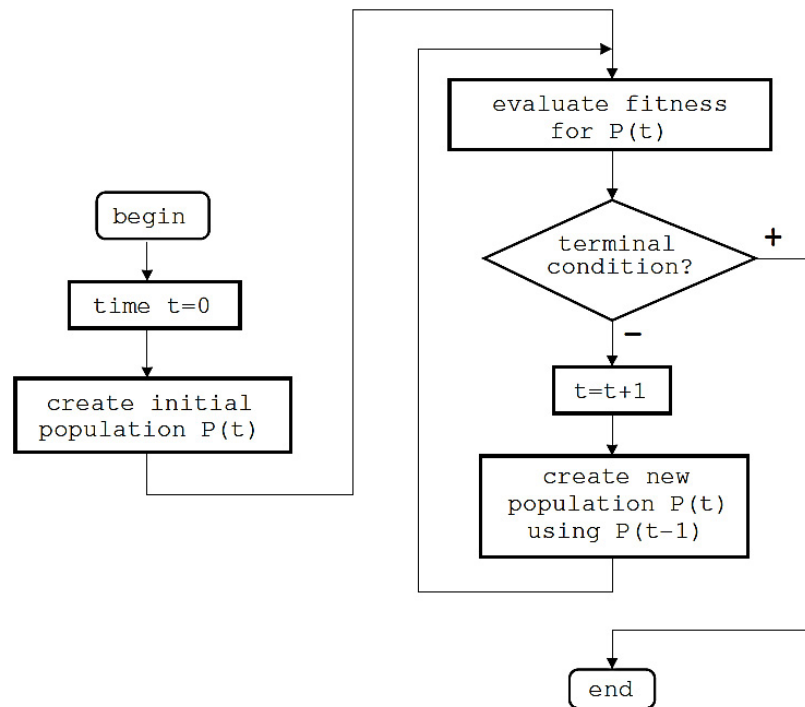 begin
time t=0
create initial
population P(t)
evaluate fitness
for P(t)
terminal
condition?
+
−
t=t+1
create new
population P(t)
using P(t−1)
end